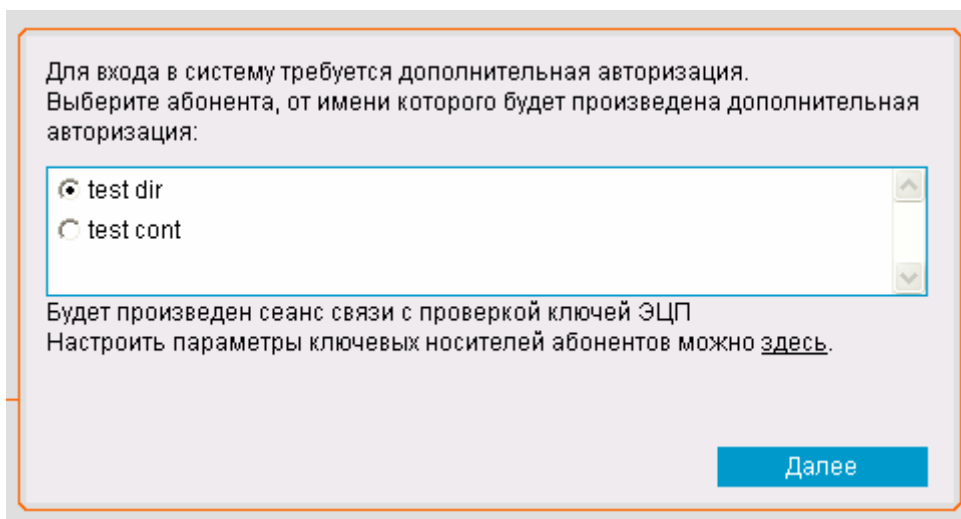 Для входа в систему требуется дополнительная авторизация.
Выберите абонента, от имени которого будет произведена дополнительная
авторизация:
test dir
test cont
Будет произведен сеанс связи с проверкой ключей ЭЦП
Настроить параметры ключевых носителей абонентов можно здесь.
Далее